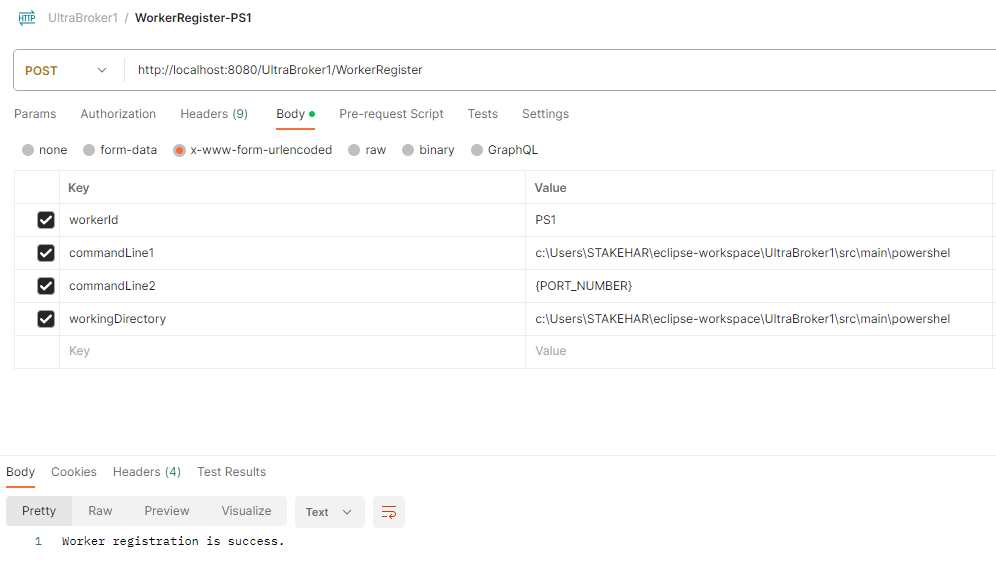 HTTP UltraBroker1 / WorkerRegister-PS1
POST http://localhost:8080/UltraBroker1/WorkerRegister
Params Authorization Headers (9) Body Pre-request Script Tests Settings
none form-data x-www-form-urlencoded raw binary GraphQL
Key Value
workerId PS1
commandLine1 c:\Users\STAKEHAR\eclipse-workspace\UltraBroker1\src\main\powershel
commandLine2 {PORT_NUMBER}
workingDirectory c:\Users\STAKEHAR\eclipse-workspace\UltraBroker1\src\main\powershel
Key Value
Body Cookies Headers (4) Test Results
Pretty Raw Preview Visualize Text
1 Worker registration is success.